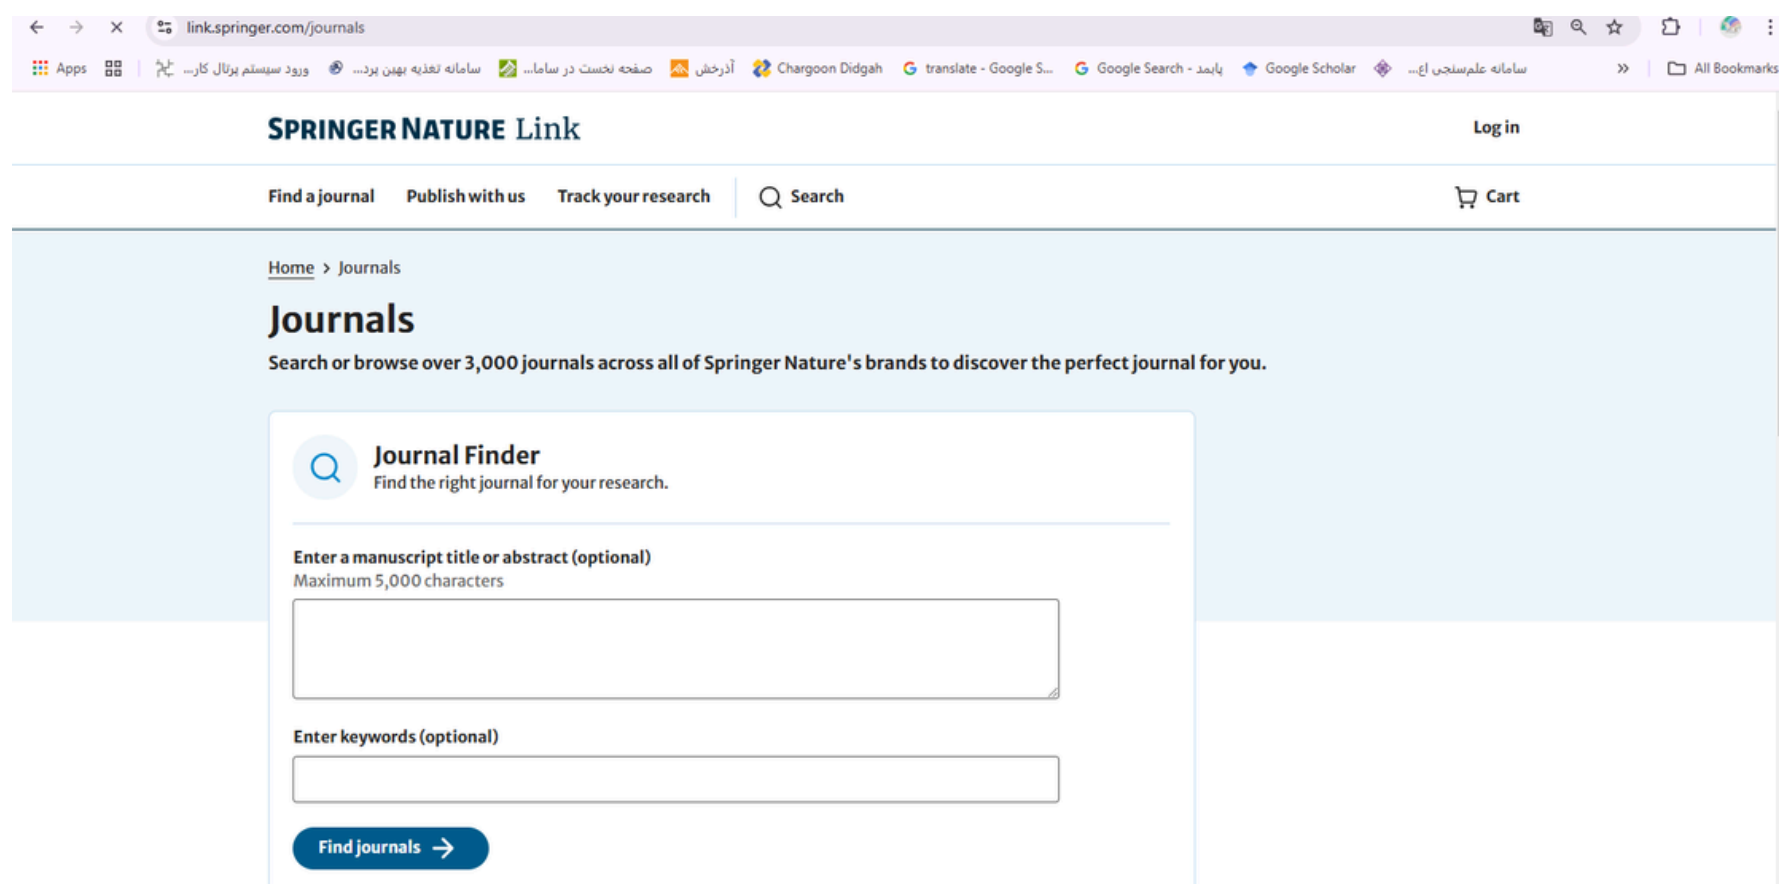 link.springer.com/journals
Apps ورود سیستم پرتال کار... سامانه تغذیه بهین پرد... صفحه نخست در ساما... آذرخش Chargoon Didgah translate - Google S... Google Search - پابمد Google Scholar سامانه علم‌سنجی اع... » All Bookmarks
SPRINGER NATURE Link
Log in
Find a journal Publish with us Track your research Search Cart
Home > Journals
Journals
Search or browse over 3,000 journals across all of Springer Nature's brands to discover the perfect journal for you.
Journal Finder
Find the right journal for your research.
Enter a manuscript title or abstract (optional)
Maximum 5,000 characters
Enter keywords (optional)
Find journals →